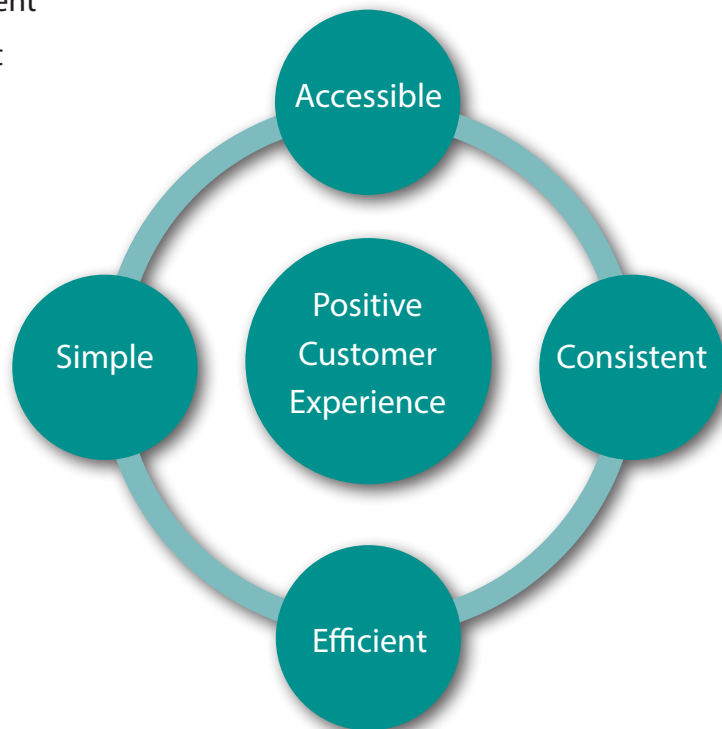 Accessible
Positive
Customer
Experience
Simple
Consistent
Efficient